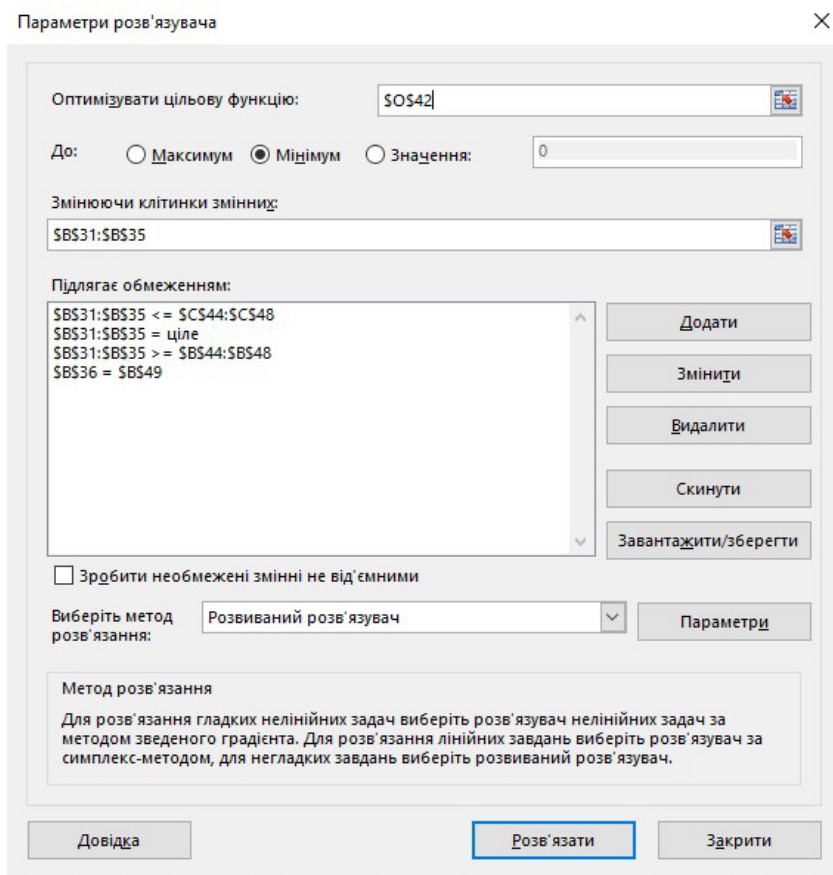 Параметри розв'язувача
Оптимізувати цільову функцію:
$O$42
До:
Максимум
Мінімум
Значення:
0
Змінюючи клітинки змінних:
$B$31:$B$35
Підлягає обмеженням:
$B$31:$B$35 <= $C$44:$C$48
$B$31:$B$35 = ціле
$B$31:$B$35 >= $B$44:$B$48
$B$36 = $B$49
Додати
Змінити
Видалити
Скинути
Завантажити/зберегти
Зробити необмежені змінні не від'ємними
Виберіть метод
розв'язання:
Розвиваний розв'язувач
Параметри
Метод розв'язання
Для розв'язання гладких нелінійних задач виберіть розв'язувач нелінійних задач за
методом зведеного градієнта. Для розв'язання лінійних завдань виберіть розв'язувач за
симплекс-методом, для негладких завдань виберіть розвиваний розв'язувач.
Довідка
Розв'язати
Закрити